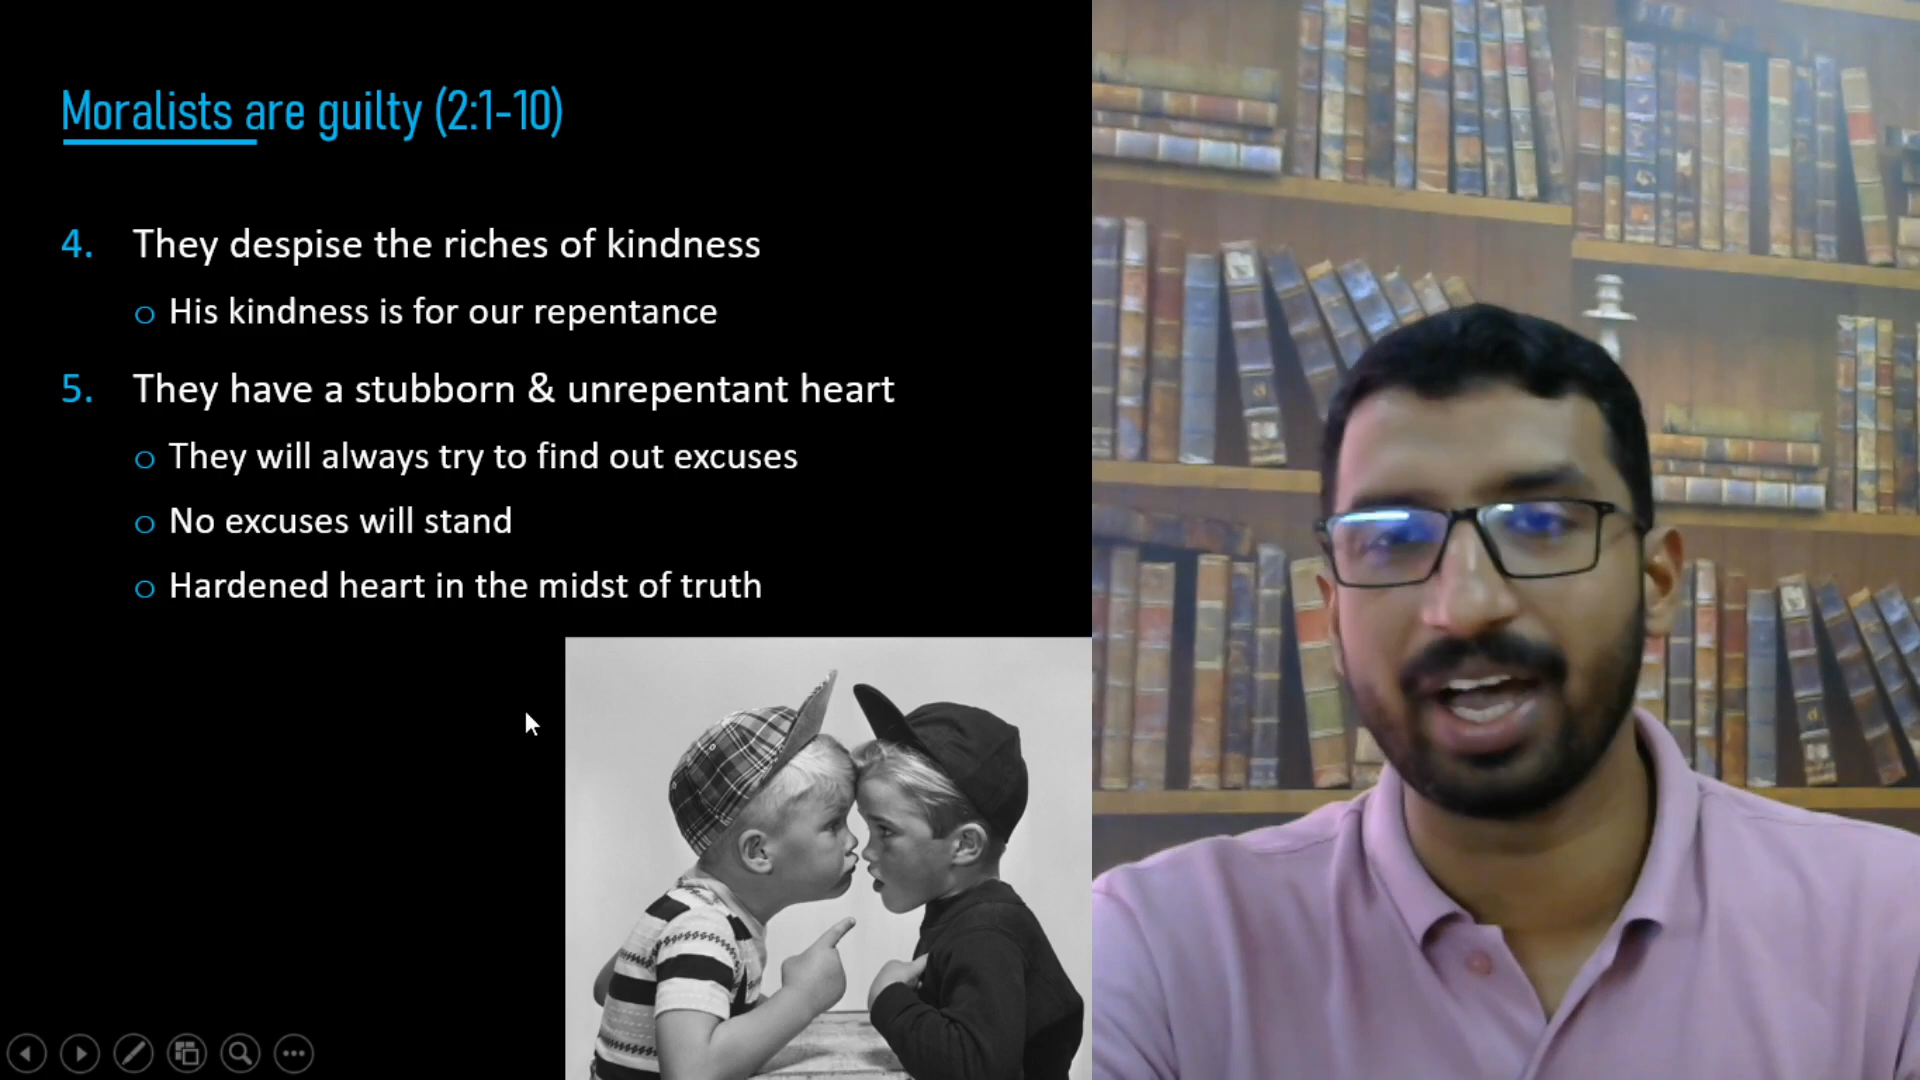 Moralists are guilty (2:1-10)
4. They despise the riches of kindness
o His kindness is for our repentance
5. They have a stubborn & unrepentant heart
o They will always try to find out excuses
o No excuses will stand
o Hardened heart in the midst of truth